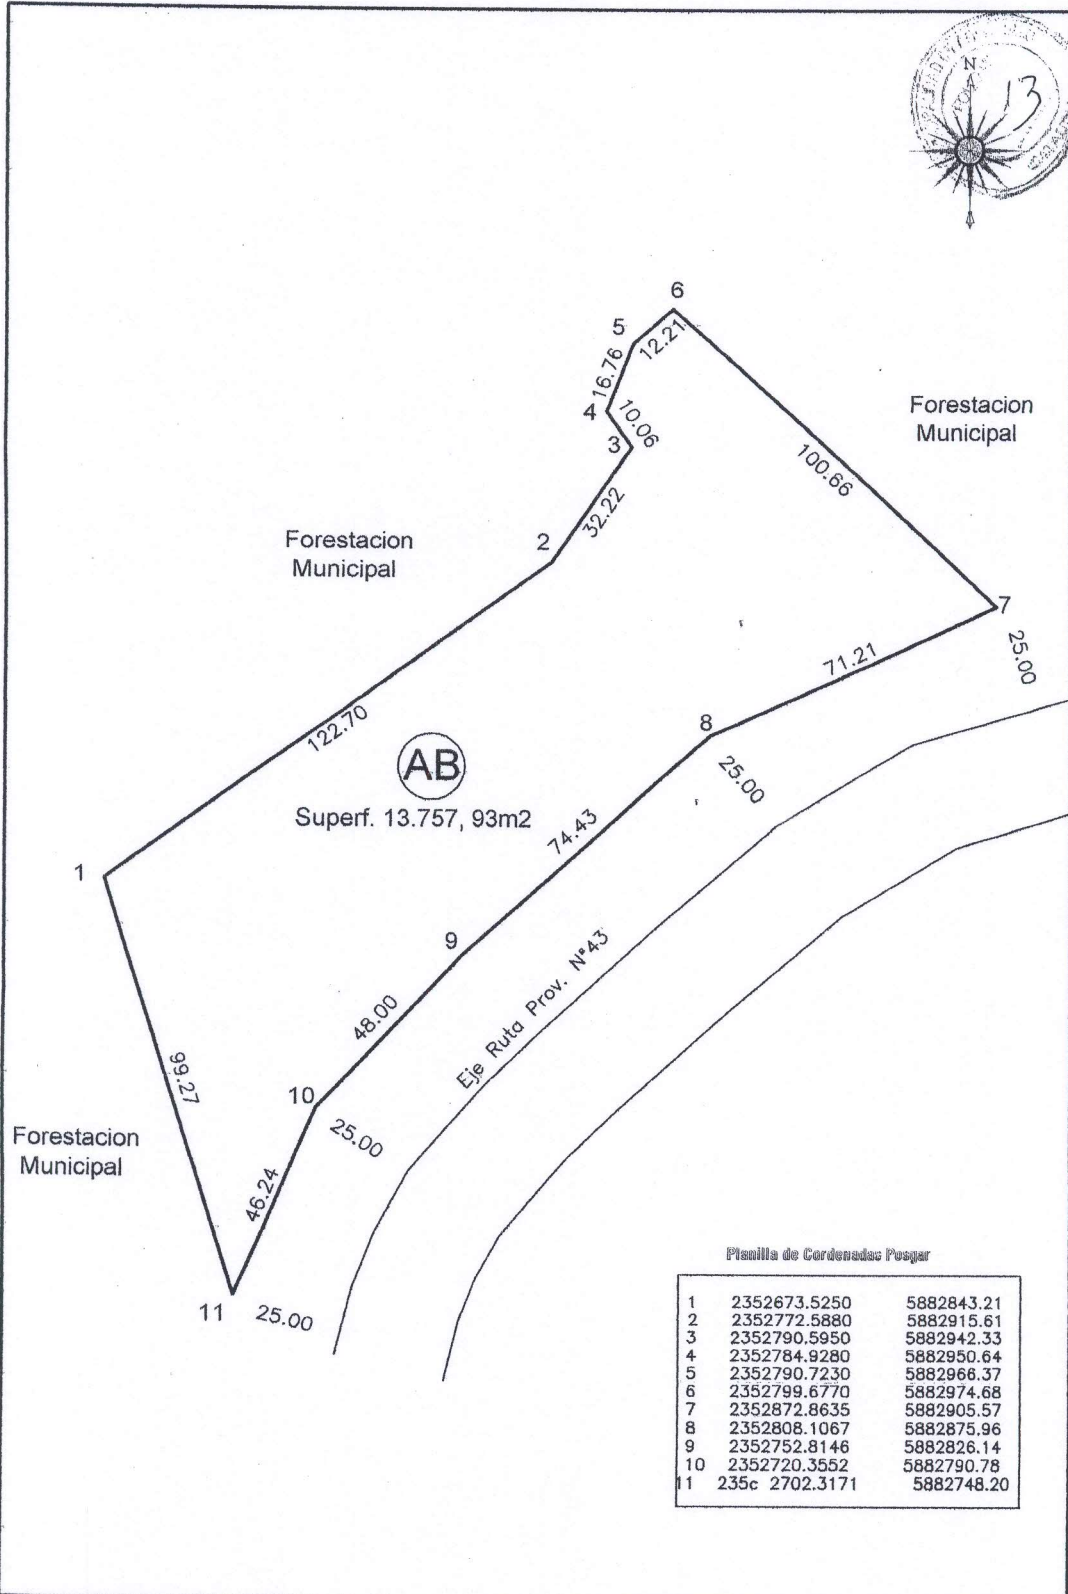 N
13
6
5
12.21
16.76
4
10.06
3
Forestacion
Municipal
100.66
32.22
2
Forestacion
Municipal
7
25.00
71.21
8
25.00
122.70
AB
Superf. 13.757, 93m2
74.43
1
9
Eje Ruta Prov. N°43
48.00
99.27
10
25.00
Forestacion
Municipal
46.24
11
25.00
Planilla de Cordenadas Posgar
1 2352673.5250 5882843.21
2 2352772.5880 5882915.61
3 2352790.5950 5882942.33
4 2352784.9280 5882950.64
5 2352790.7230 5882966.37
6 2352799.6770 5882974.68
7 2352872.8635 5882905.57
8 2352808.1067 5882875.96
9 2352752.8146 5882826.14
10 2352720.3552 5882790.78
11 235c 2702.3171 5882748.20